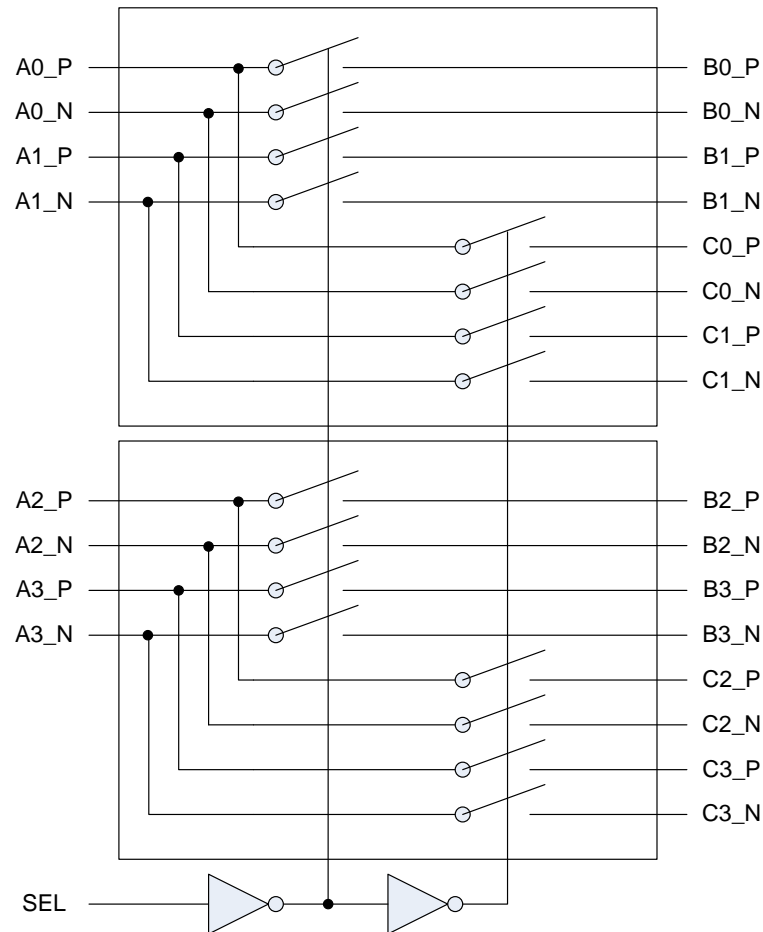 A0_P B0_P
A0_N B0_N
A1_P B1_P
A1_N B1_N
C0_P
C0_N
C1_P
C1_N
A2_P B2_P
A2_N B2_N
A3_P B3_P
A3_N B3_N
C2_P
C2_N
C3_P
C3_N
SEL